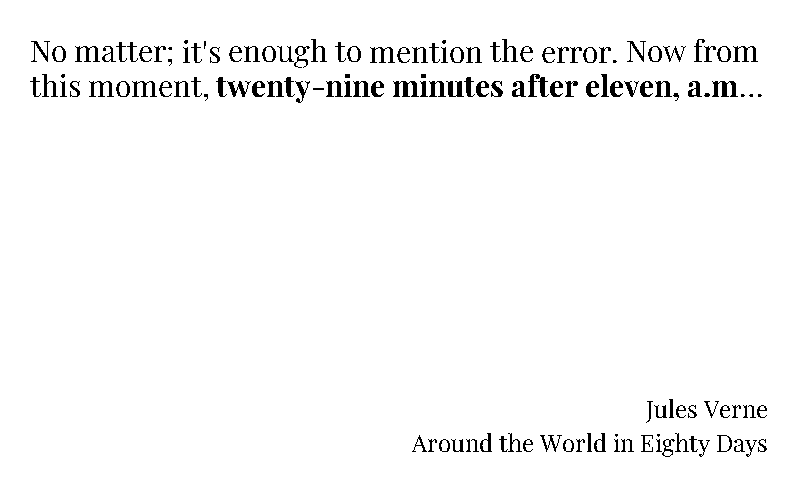 No matter; it's enough to mention the error. Now from
this moment, twenty-nine minutes after eleven, a.m...
Jules Verne
Around the World in Eighty Days